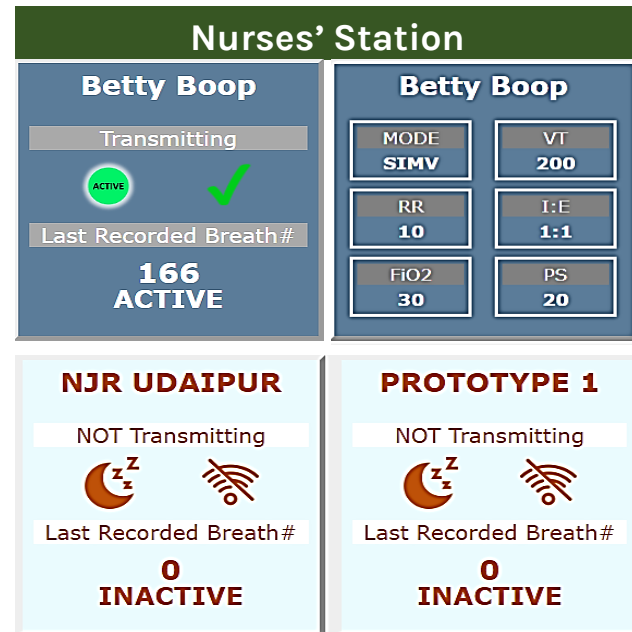 Nurses’ Station
Betty Boop
Transmitting
ACTIVE
Last Recorded Breath#
166
ACTIVE
Betty Boop
MODE
SIMV
VT
200
RR
10
I:E
1:1
FiO2
30
PS
20
NJR UDAIPUR
NOT Transmitting
z z Z
Last Recorded Breath#
0
INACTIVE
PROTOTYPE 1
NOT Transmitting
z z Z
Last Recorded Breath#
0
INACTIVE